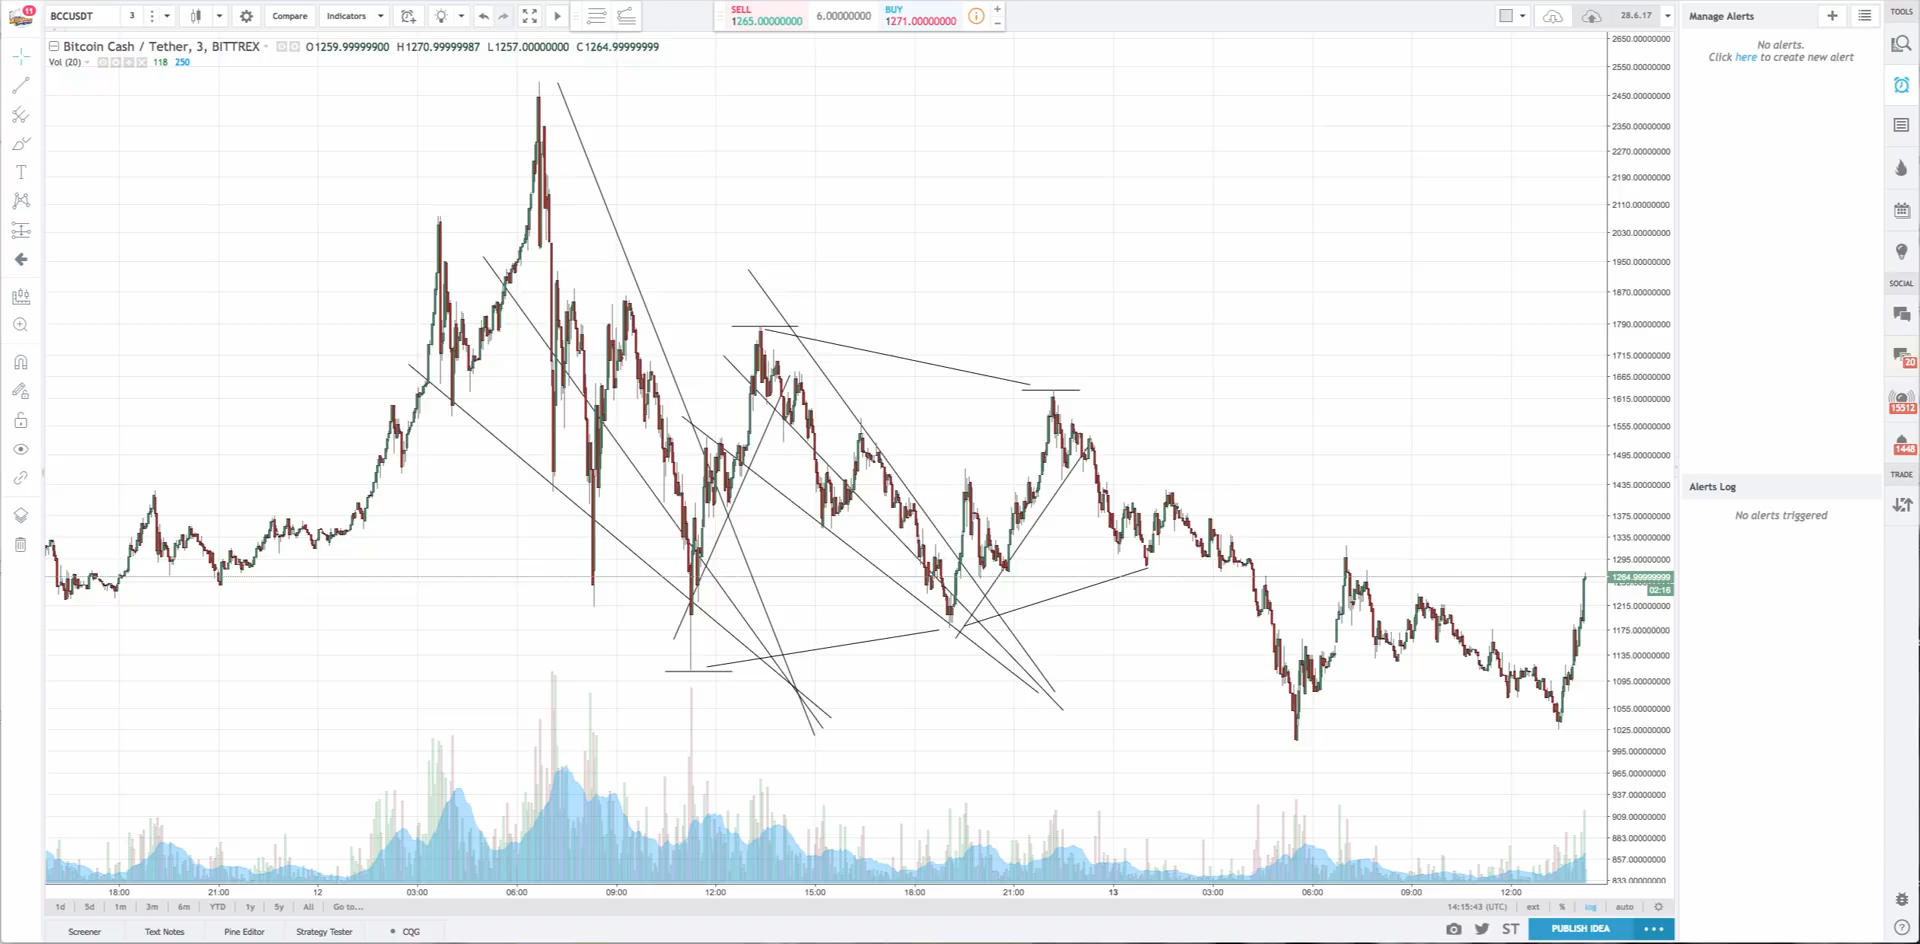 11
BCCUSDT 3 Compare Indicators
SELL
1265.00000000
6.00000000
BUY
1271.00000000
28.6.17
Manage Alerts
TOOLS
Bitcoin Cash / Tether, 3, BITTREX O1259.99999900 H1270.99999987 L1257.00000000 C1264.99999999
Vol (20) 118 250
No alerts.
Click here to create new alert
2650.00000000
2550.00000000
2450.00000000
2350.00000000
2270.00000000
2190.00000000
2110.00000000
2030.00000000
1950.00000000
1870.00000000
1790.00000000
1715.00000000
1665.00000000
1615.00000000
1555.00000000
1495.00000000
1435.00000000
1375.00000000
1335.00000000
1295.00000000
1264.99999999
02:16
1215.00000000
1175.00000000
1135.00000000
1095.00000000
1055.00000000
1025.00000000
995.00000000
965.00000000
937.00000000
909.00000000
883.00000000
857.00000000
833.00000000
SOCIAL
20
15512
1448
TRADE
Alerts Log
No alerts triggered
18:00 21:00 12 03:00 06:00 09:00 12:00 15:00 18:00 21:00 13 03:00 06:00 09:00 12:00
1d 5d 1m 3m 6m YTD 1y 5y All Go to... 14:15:43 (UTC) ext % log auto
Screener Text Notes Pine Editor Strategy Tester CQG ST PUBLISH IDEA